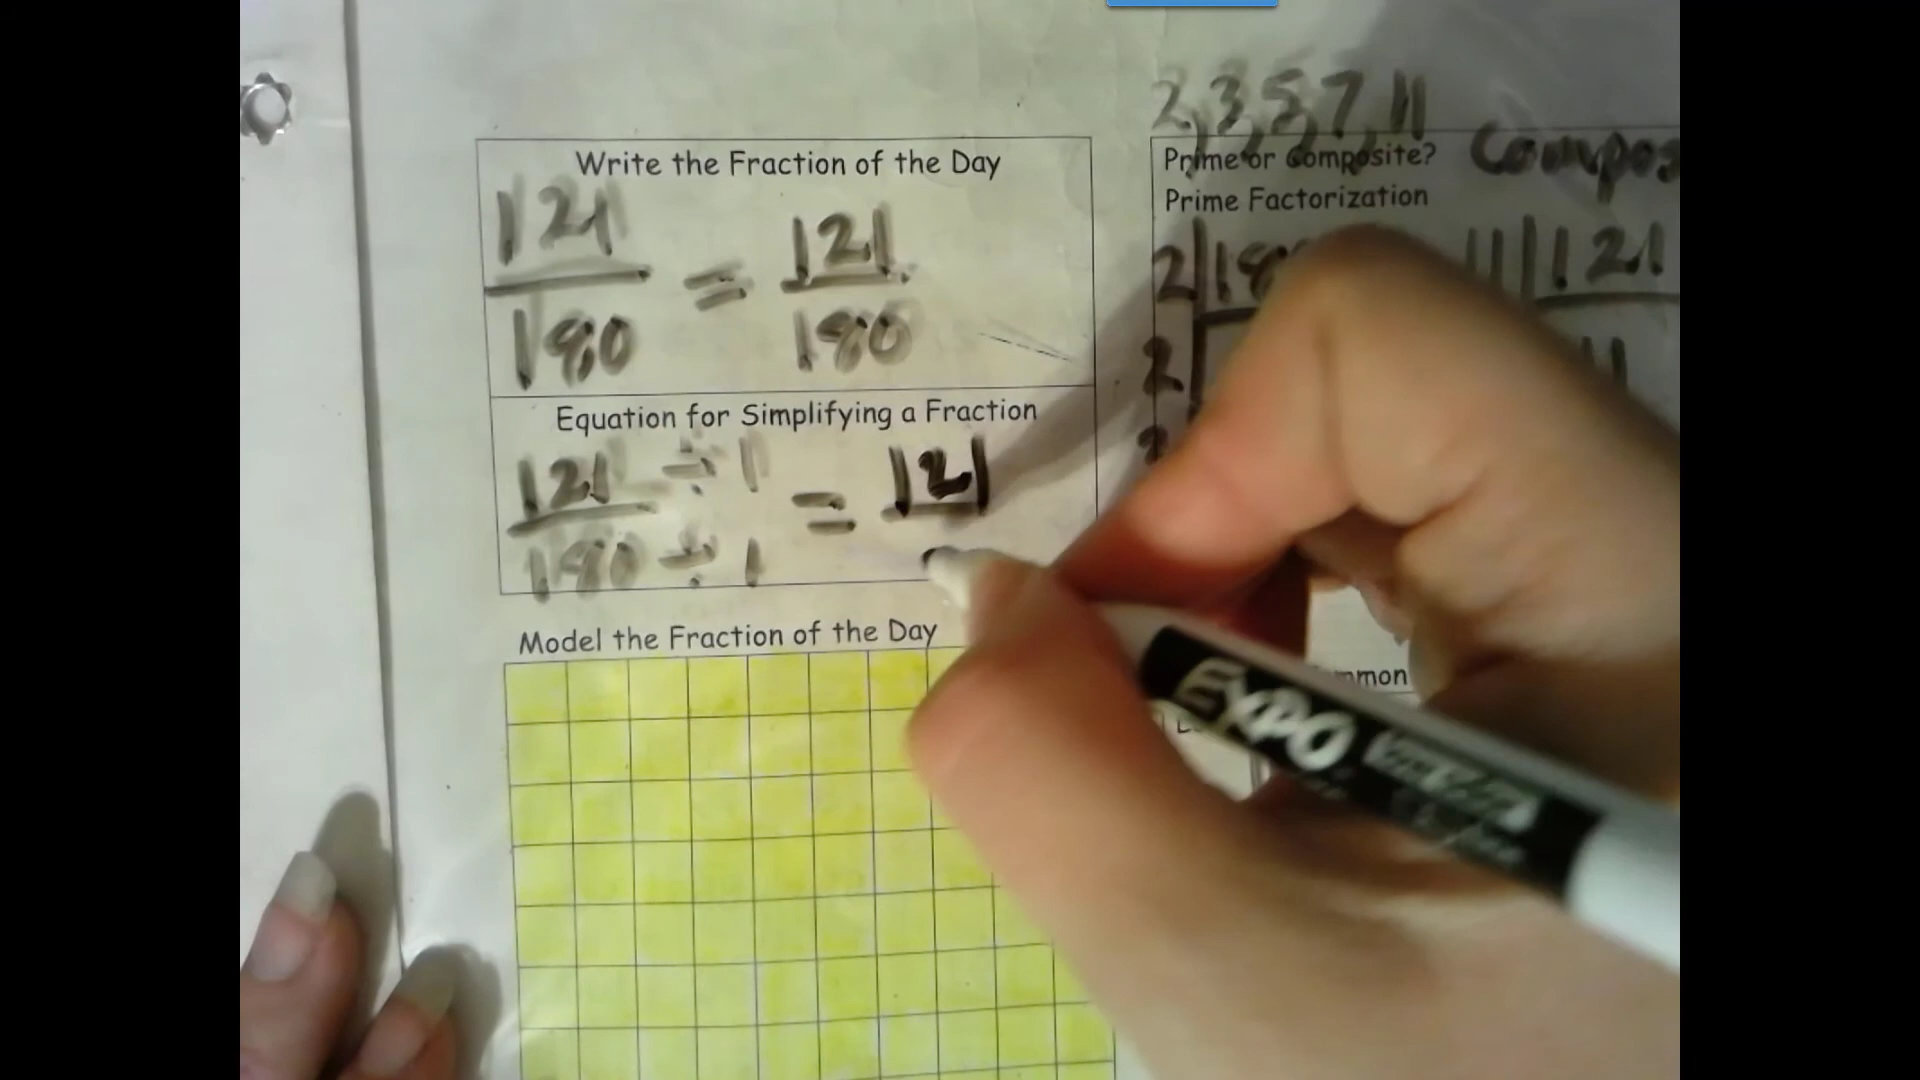 2, 3, 5, 7, 11
Write the Fraction of the Day
121/180 = 121/180
Equation for Simplifying a Fraction
121 ÷ 1 = 121
180 ÷ 1
Model the Fraction of the Day
Prime or Composite?
Compos
Prime Factorization
2
11 121
2
11
EXPO